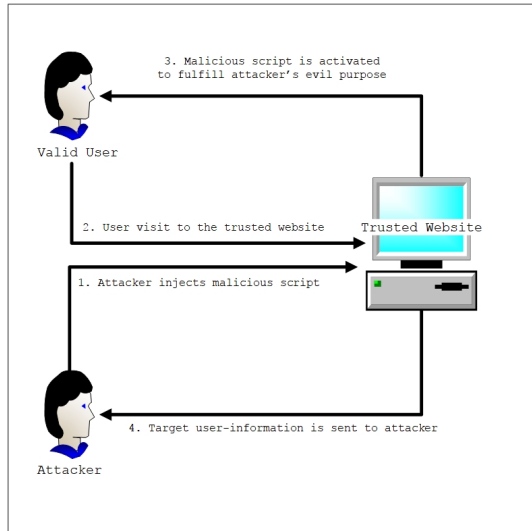 3. Malicious script is activated
to fulfill attacker's evil purpose
Valid User
2. User visit to the trusted website
Trusted Website
1. Attacker injects malicious script
4. Target user-information is sent to attacker
Attacker